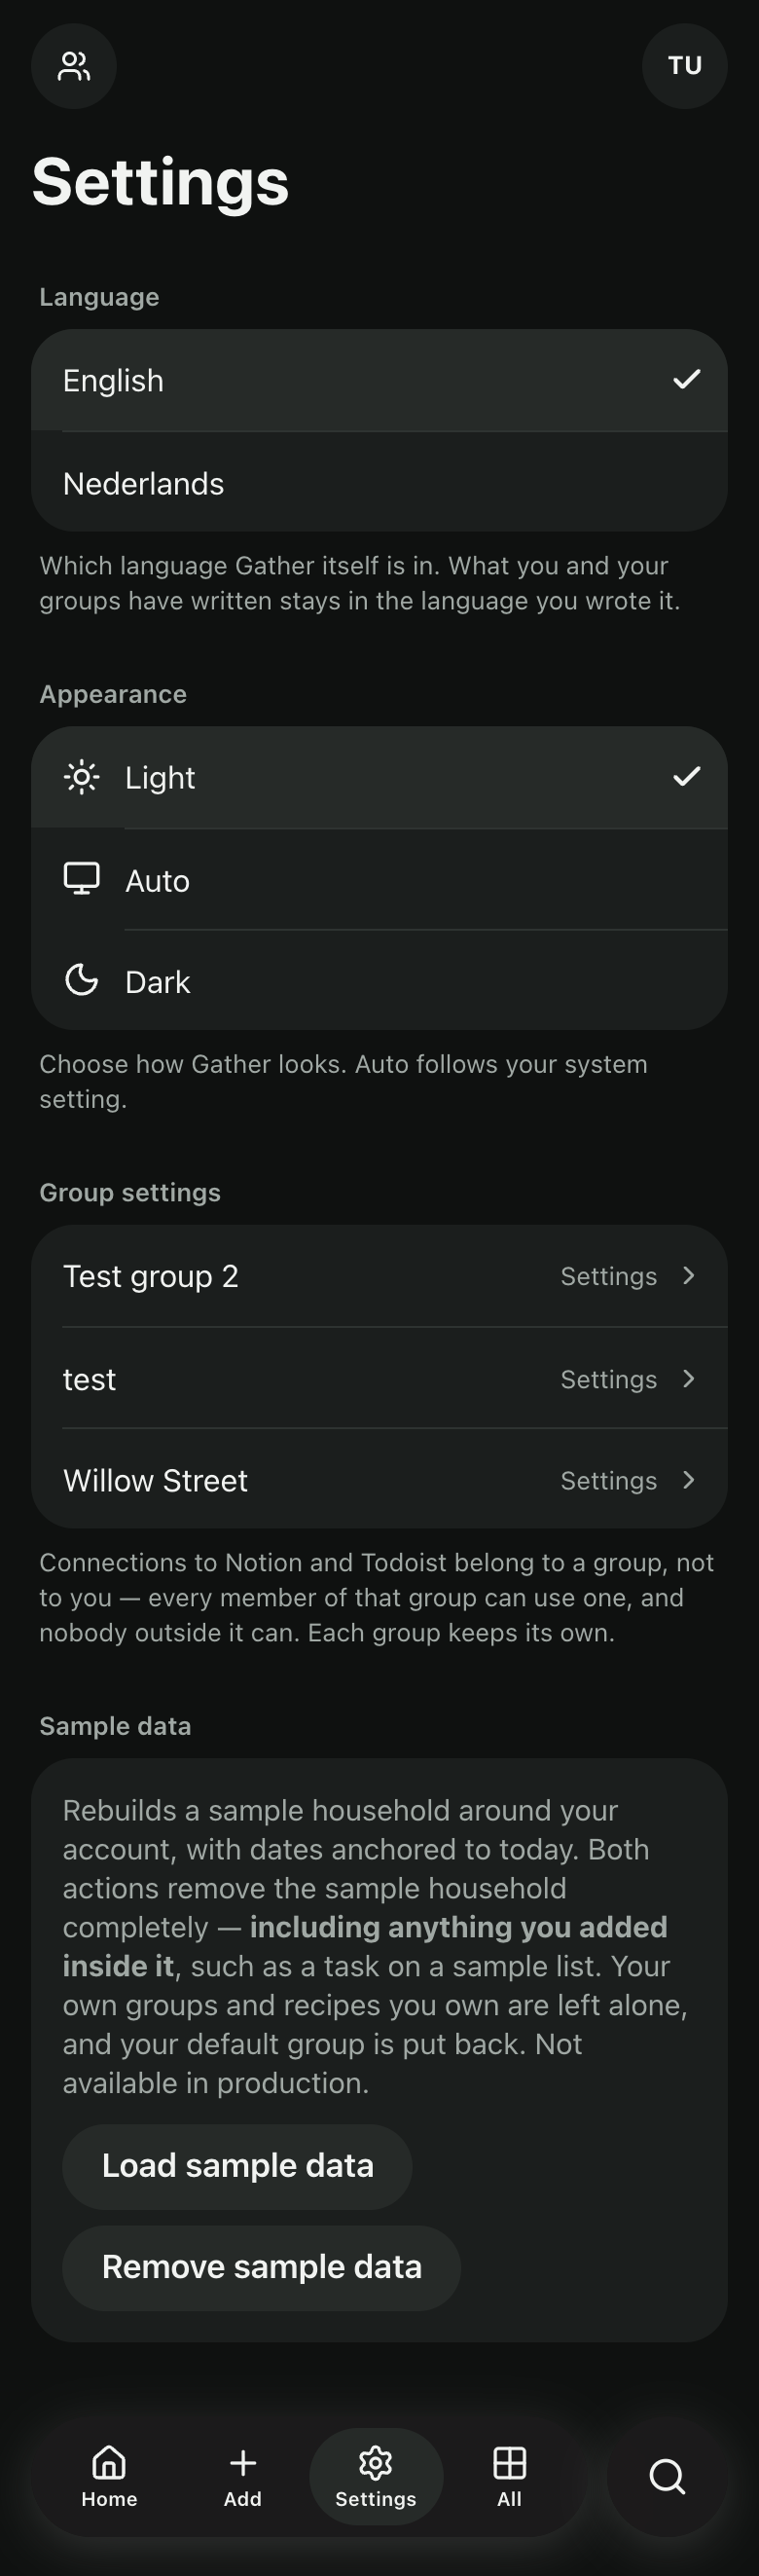 TU
Settings
Language
English
Nederlands
Which language Gather itself is in. What you and your
groups have written stays in the language you wrote it.
Appearance
Light
Auto
Dark
Choose how Gather looks. Auto follows your system
setting.
Group settings
Test group 2 Settings
test Settings
Willow Street Settings
Connections to Notion and Todoist belong to a group, not
to you — every member of that group can use one, and
nobody outside it can. Each group keeps its own.
Sample data
Rebuilds a sample household around your
account, with dates anchored to today. Both
actions remove the sample household
completely — including anything you added
inside it, such as a task on a sample list. Your
own groups and recipes you own are left alone,
and your default group is put back. Not
available in production.
Load sample data
Remove sample data
Home Add Settings All